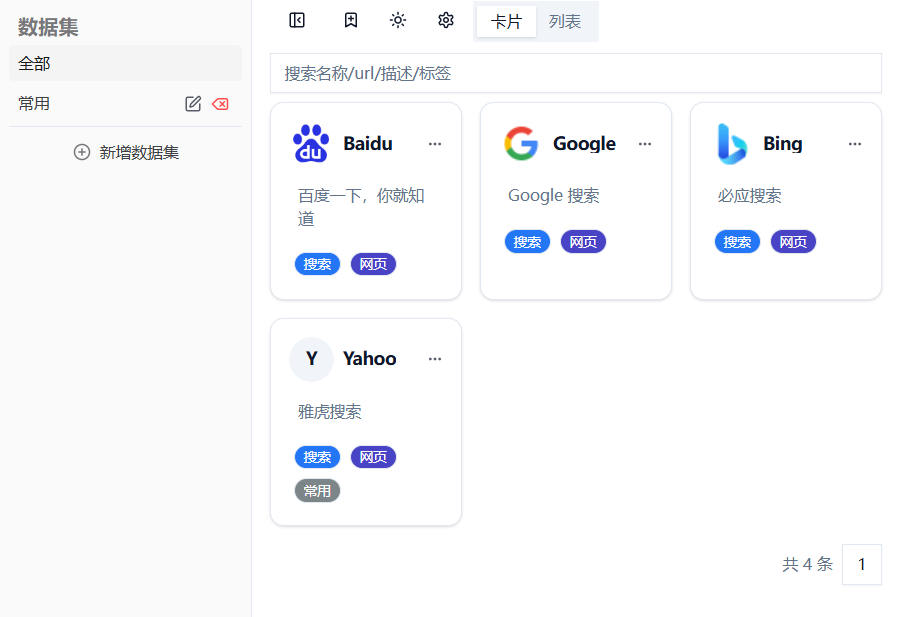 数据集
全部
常用
新增数据集
卡片 列表
搜索名称/url/描述/标签
du Baidu
百度一下，你就知
道
搜索 网页
Google
Google 搜索
搜索 网页
Bing
必应搜索
搜索 网页
Y Yahoo
雅虎搜索
搜索 网页
常用
共 4 条 1